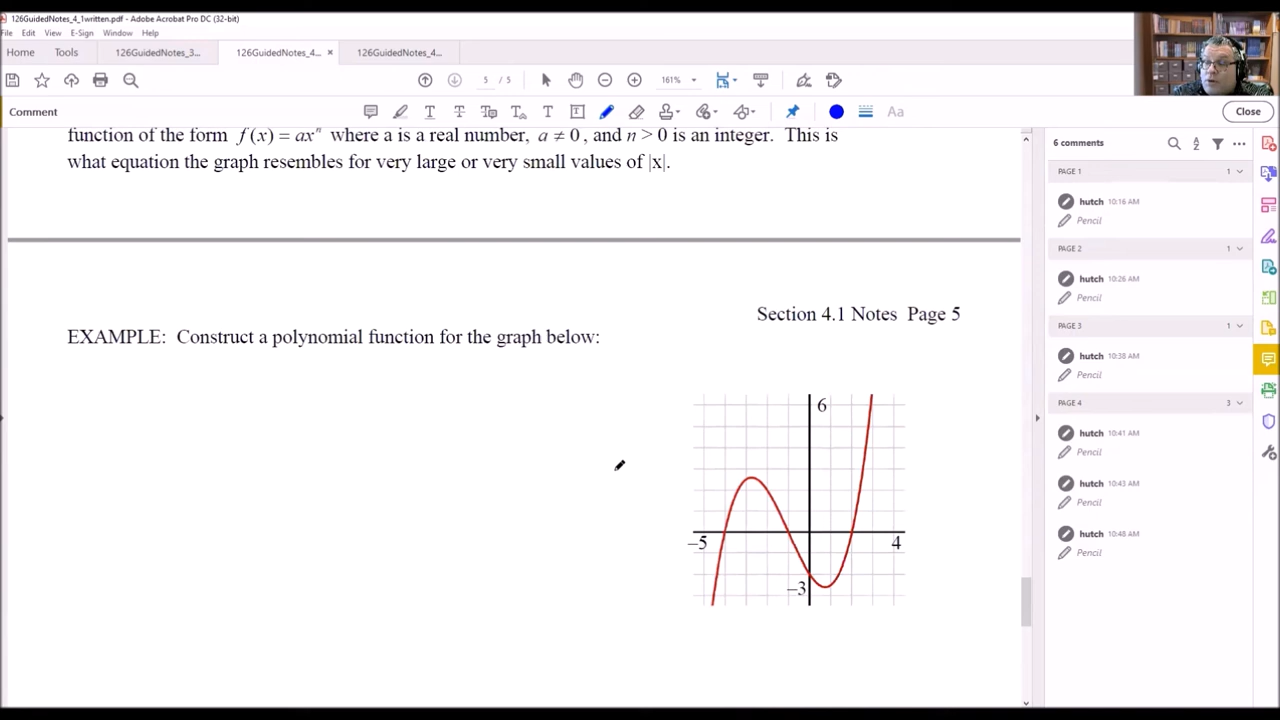 126GuidedNotes_4_1written.pdf - Adobe Acrobat Pro DC (32-bit)
File Edit View E-Sign Window Help
Home Tools 126GuidedNotes_3... 126GuidedNotes_4... × 126GuidedNotes_4...
5 / 5 161%
Comment Aa Close
function of the form f(x) = axⁿ where a is a real number, a ≠ 0, and n > 0 is an integer. This is
what equation the graph resembles for very large or very small values of |x|.
Section 4.1 Notes Page 5
EXAMPLE: Construct a polynomial function for the graph below:
6
−5
4
−3
6 comments
PAGE 1 1
hutch 10:16 AM
Pencil
PAGE 2 1
hutch 10:26 AM
Pencil
PAGE 3 1
hutch 10:38 AM
Pencil
PAGE 4 3
hutch 10:41 AM
Pencil
hutch 10:43 AM
Pencil
hutch 10:48 AM
Pencil